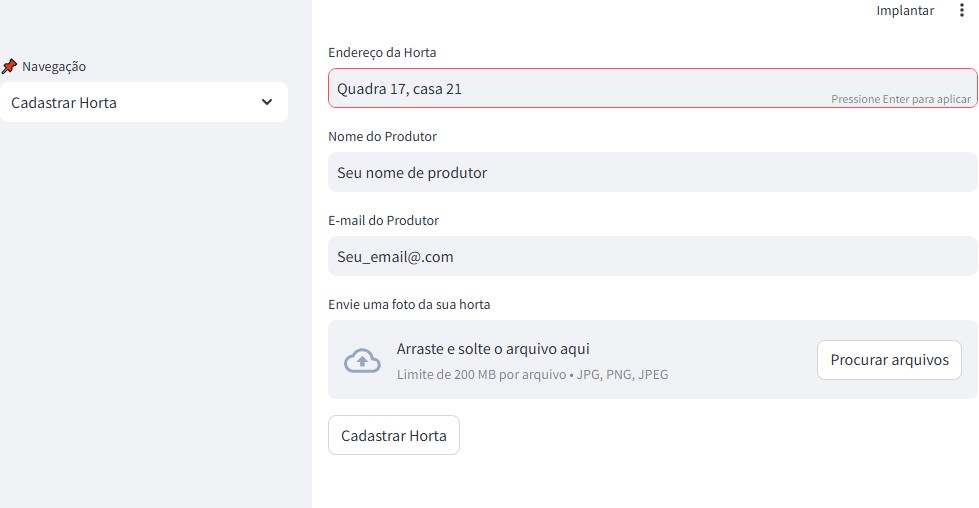 Implantar
📌 Navegação
Cadastrar Horta
Endereço da Horta
Quadra 17, casa 21
Pressione Enter para aplicar
Nome do Produtor
Seu nome de produtor
E-mail do Produtor
Seu_email@.com
Envie uma foto da sua horta
Arraste e solte o arquivo aqui
Limite de 200 MB por arquivo • JPG, PNG, JPEG
Procurar arquivos
Cadastrar Horta